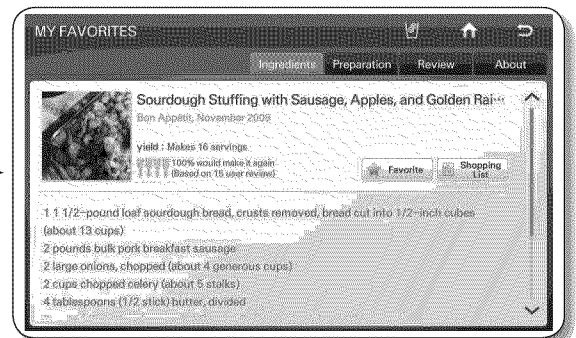 MY FAVORITES
Ingredients Preparation Review About
Sourdough Stuffing with Sausage, Apples, and Golden Rai···
Bon Appétit, November 2009
yield : Makes 16 servings
100% would make it again
(Based on 15 user review)
Favorite
Shopping
List
1 1 1/2-pound loaf sourdough bread, crusts removed, bread cut into 1/2-inch cubes
(about 13 cups)
2 pounds bulk pork breakfast sausage
2 large onions, chopped (about 4 generous cups)
2 cups chopped celery (about 5 stalks)
4 tablespoons (1/2 stick) butter, divided